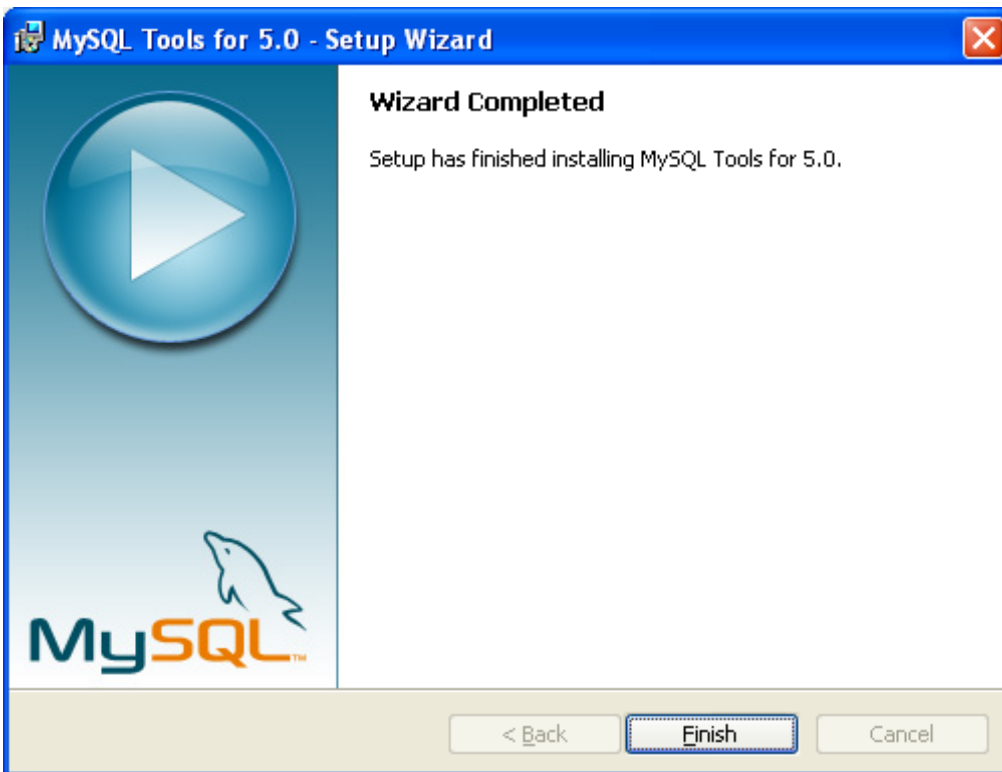 MySQL Tools for 5.0 - Setup Wizard
Wizard Completed
Setup has finished installing MySQL Tools for 5.0.
MySQL™
< Back
Finish
Cancel